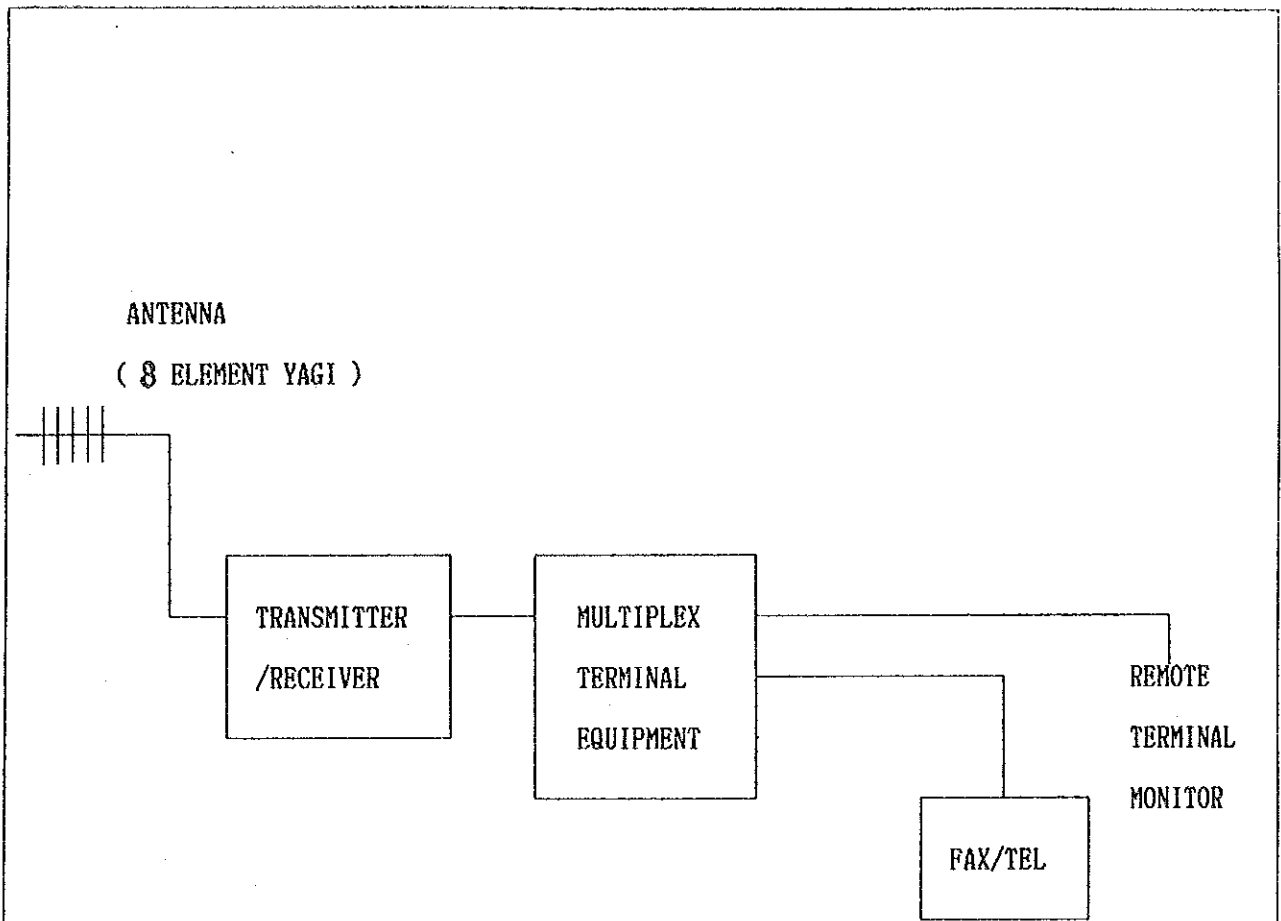 ANTENNA
( 8 ELEMENT YAGI )
TRANSMITTER
/RECEIVER
MULTIPLEX
TERMINAL
EQUIPMENT
REMOTE
TERMINAL
MONITOR
FAX/TEL